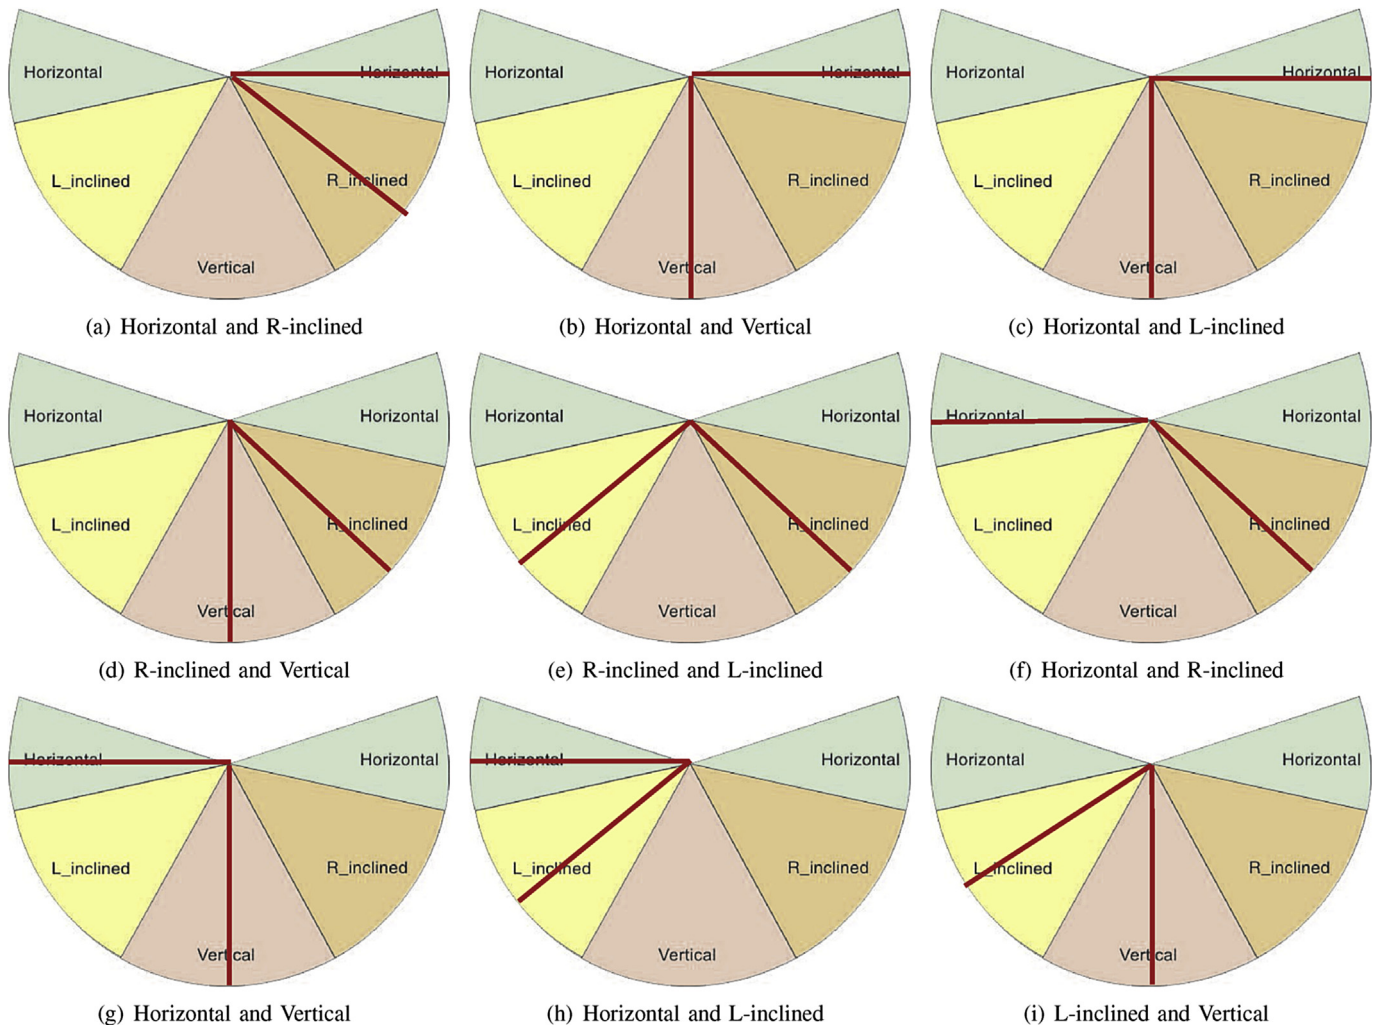 Horizontal Horizontal
L_inclined R_inclined
Vertical
(a) Horizontal and R-inclined
Horizontal Horizontal
L_inclined R_inclined
Vertical
(b) Horizontal and Vertical
Horizontal Horizontal
L_inclined R_inclined
Vertical
(c) Horizontal and L-inclined
Horizontal Horizontal
L_inclined R_inclined
Vertical
(d) R-inclined and Vertical
Horizontal Horizontal
L_inclined R_inclined
Vertical
(e) R-inclined and L-inclined
Horizontal Horizontal
L_inclined R_inclined
Vertical
(f) Horizontal and R-inclined
Horizontal Horizontal
L_inclined R_inclined
Vertical
(g) Horizontal and Vertical
Horizontal Horizontal
L_inclined R_inclined
Vertical
(h) Horizontal and L-inclined
Horizontal Horizontal
L_inclined R_inclined
Vertical
(i) L-inclined and Vertical